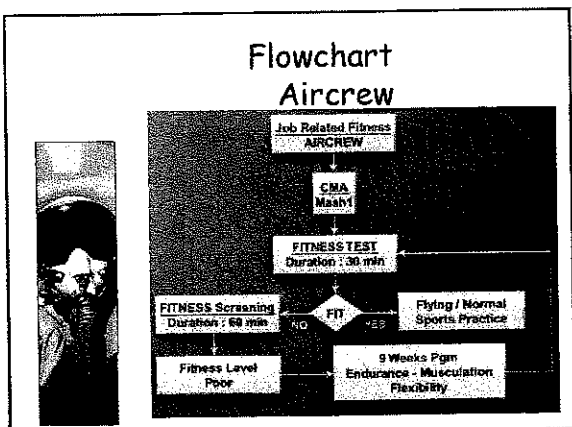 Flowchart
Aircrew
Job Related Fitness
AIRCREW
CMA
Mash1
FITNESS TEST
Duration : 30 min
FIT
NO
YES
FITNESS Screening
Duration : 60 min
Flying / Normal
Sports Practice
Fitness Level
Poor
9 Weeks Pgm
Endurance - Musculation
Flexibility